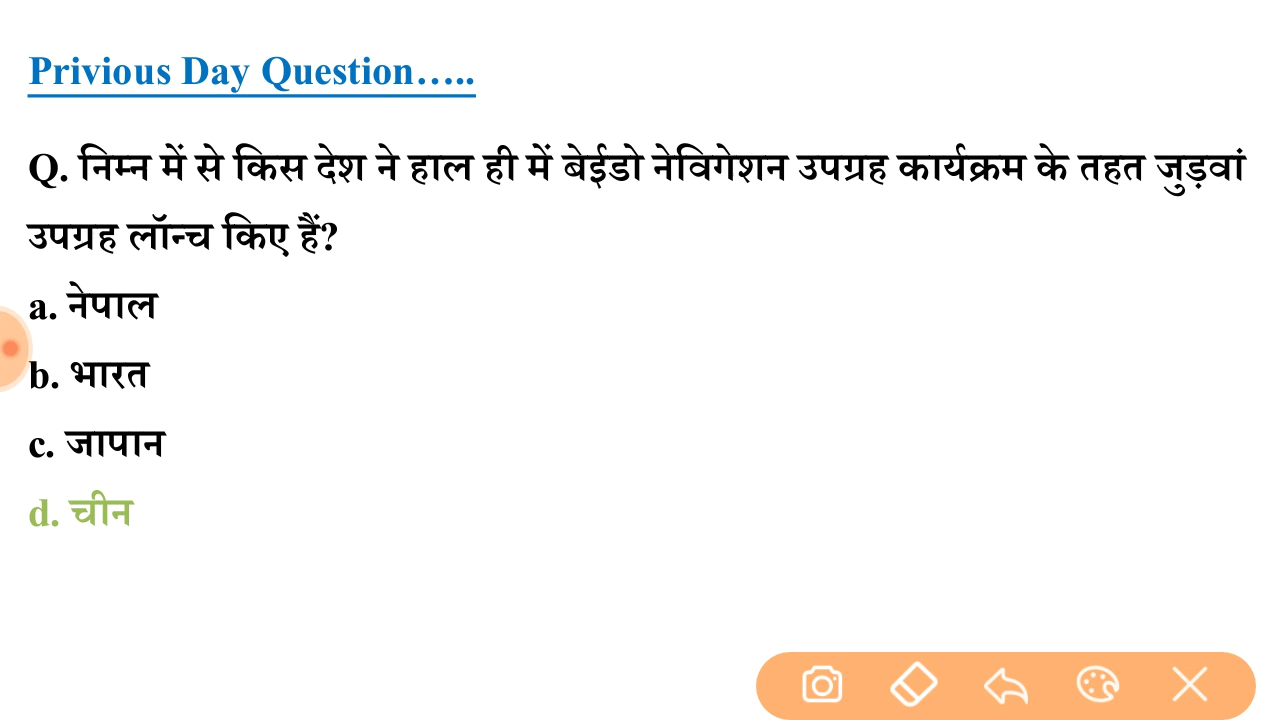 Privious Day Question…..
Q. निम्न में से किस देश ने हाल ही में बेईडो नेविगेशन उपग्रह कार्यक्रम के तहत जुड़वां
उपग्रह लॉन्च किए हैं?
a. नेपाल
b. भारत
c. जापान
d. चीन